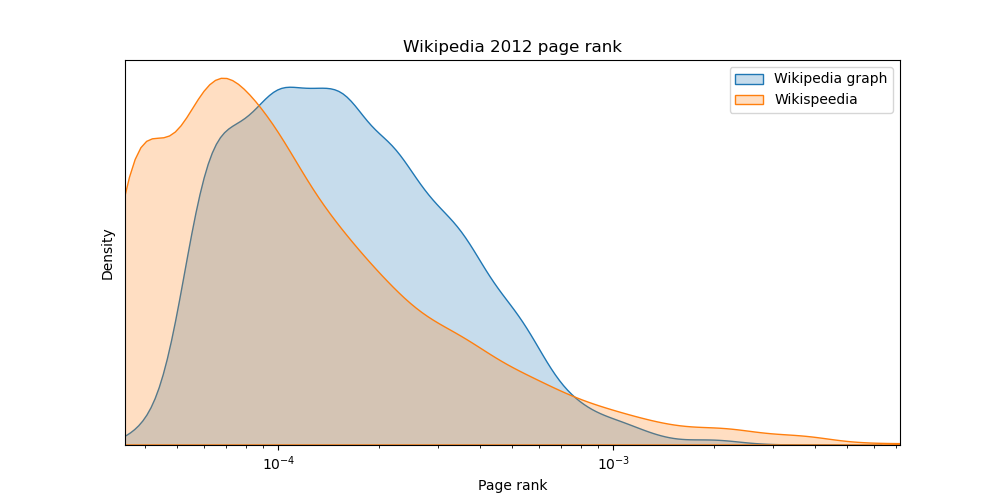 Wikipedia 2012 page rank
Wikipedia graph
Wikispeedia
Density
10⁻⁴
10⁻³
Page rank